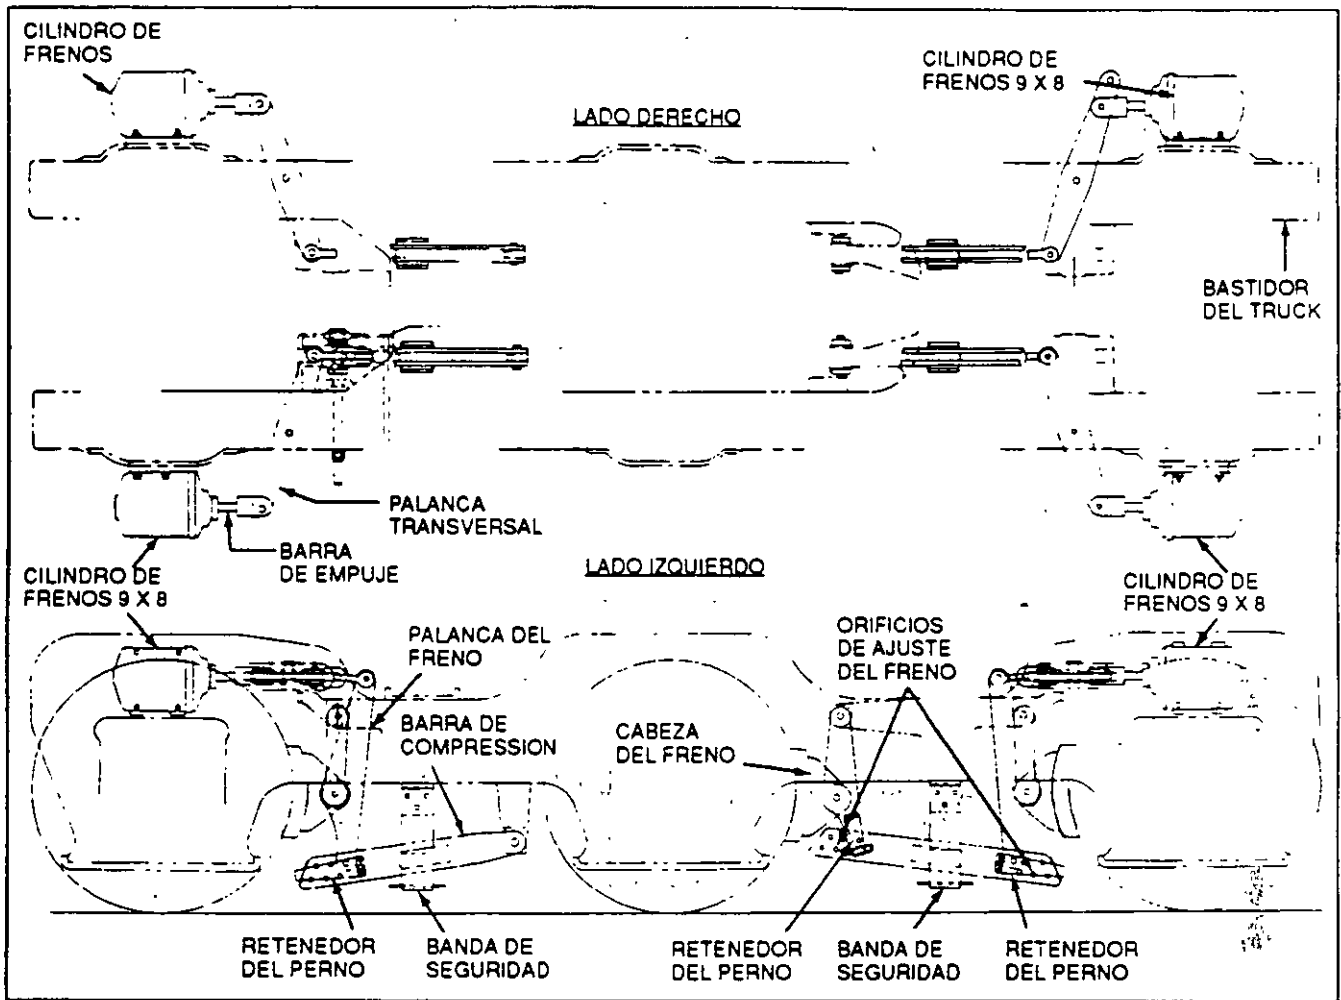 CILINDRO DE
FRENOS
CILINDRO DE
FRENOS 9 X 8
LADO DERECHO
BASTIDOR
DEL TRUCK
PALANCA
TRANSVERSAL
BARRA
DE EMPUJE
LADO IZQUIERDO
CILINDRO DE
FRENOS 9 X 8
CILINDRO DE
FRENOS 9 X 8
PALANCA DEL
FRENO
ORIFICIOS
DE AJUSTE
DEL FRENO
BARRA DE
COMPRESSION
CABEZA
DEL FRENO
RETENEDOR
DEL PERNO
BANDA DE
SEGURIDAD
RETENEDOR
DEL PERNO
BANDA DE
SEGURIDAD
RETENEDOR
DEL PERNO